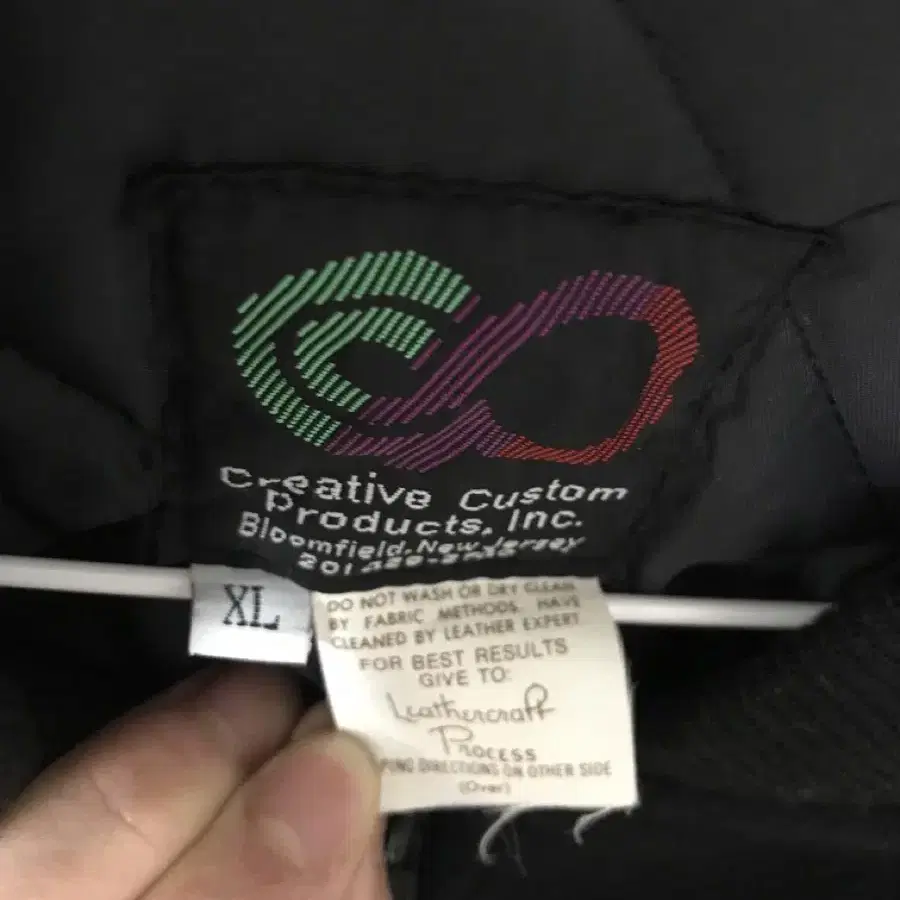 Creative Custom
Products, Inc.
Bloomfield, New Jersey
201
XL
DO NOT WASH OR DRY CLEAN
BY FABRIC METHODS. HAVE
CLEANED BY LEATHER EXPERT
FOR BEST RESULTS
GIVE TO:
Leathercraft
Process
DIRECTIONS ON OTHER SIDE
(Over)